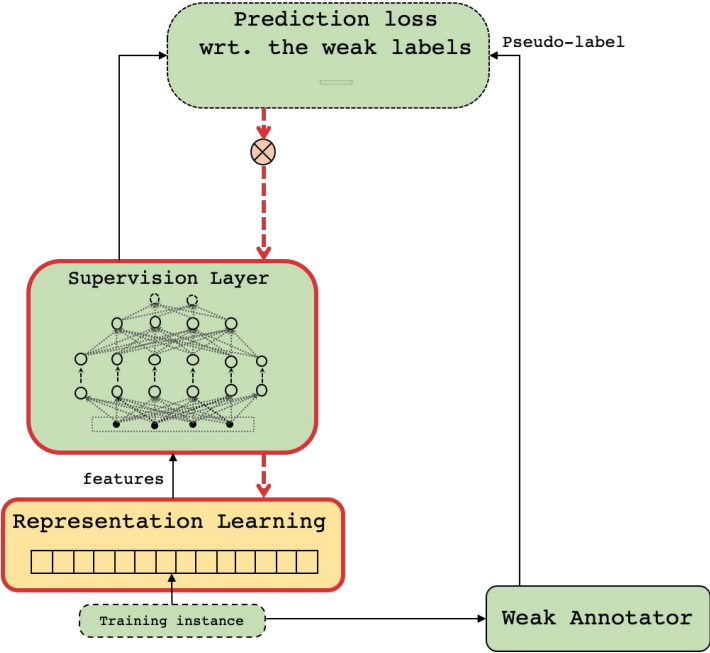 Prediction loss
wrt. the weak labels
Pseudo-label
Supervision Layer
features
Representation Learning
Training instance
Weak Annotator